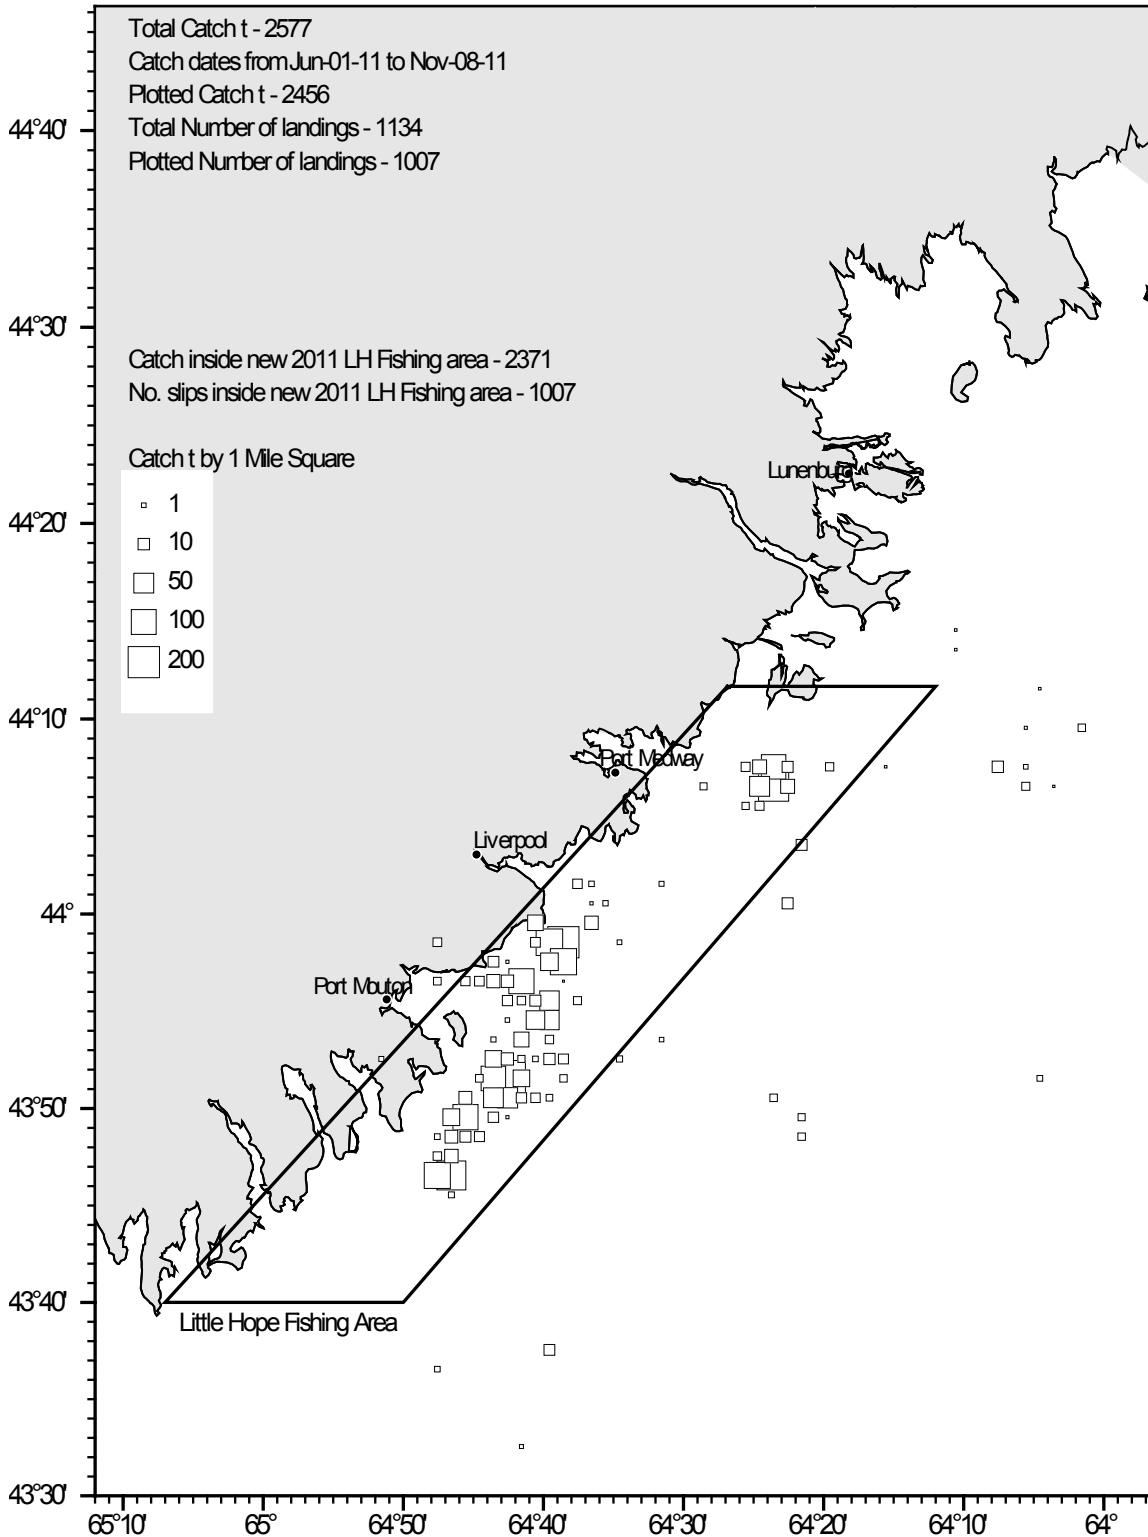 Total Catch t - 2577
Catch dates from Jun-01-11 to Nov-08-11
Plotted Catch t - 2456
Total Number of landings - 1134
Plotted Number of landings - 1007
44°40'
44°30'
Catch inside new 2011 LH Fishing area - 2371
No. slips inside new 2011 LH Fishing area - 1007
Catch t by 1 Mile Square
1
10
50
100
200
Lunenburg
44°20'
44°10'
Port Medway
Liverpool
44°
Port Mouton
43°50'
43°40'
Little Hope Fishing Area
43°30'
65°10' 65° 64°50' 64°40' 64°30' 64°20' 64°10' 64°